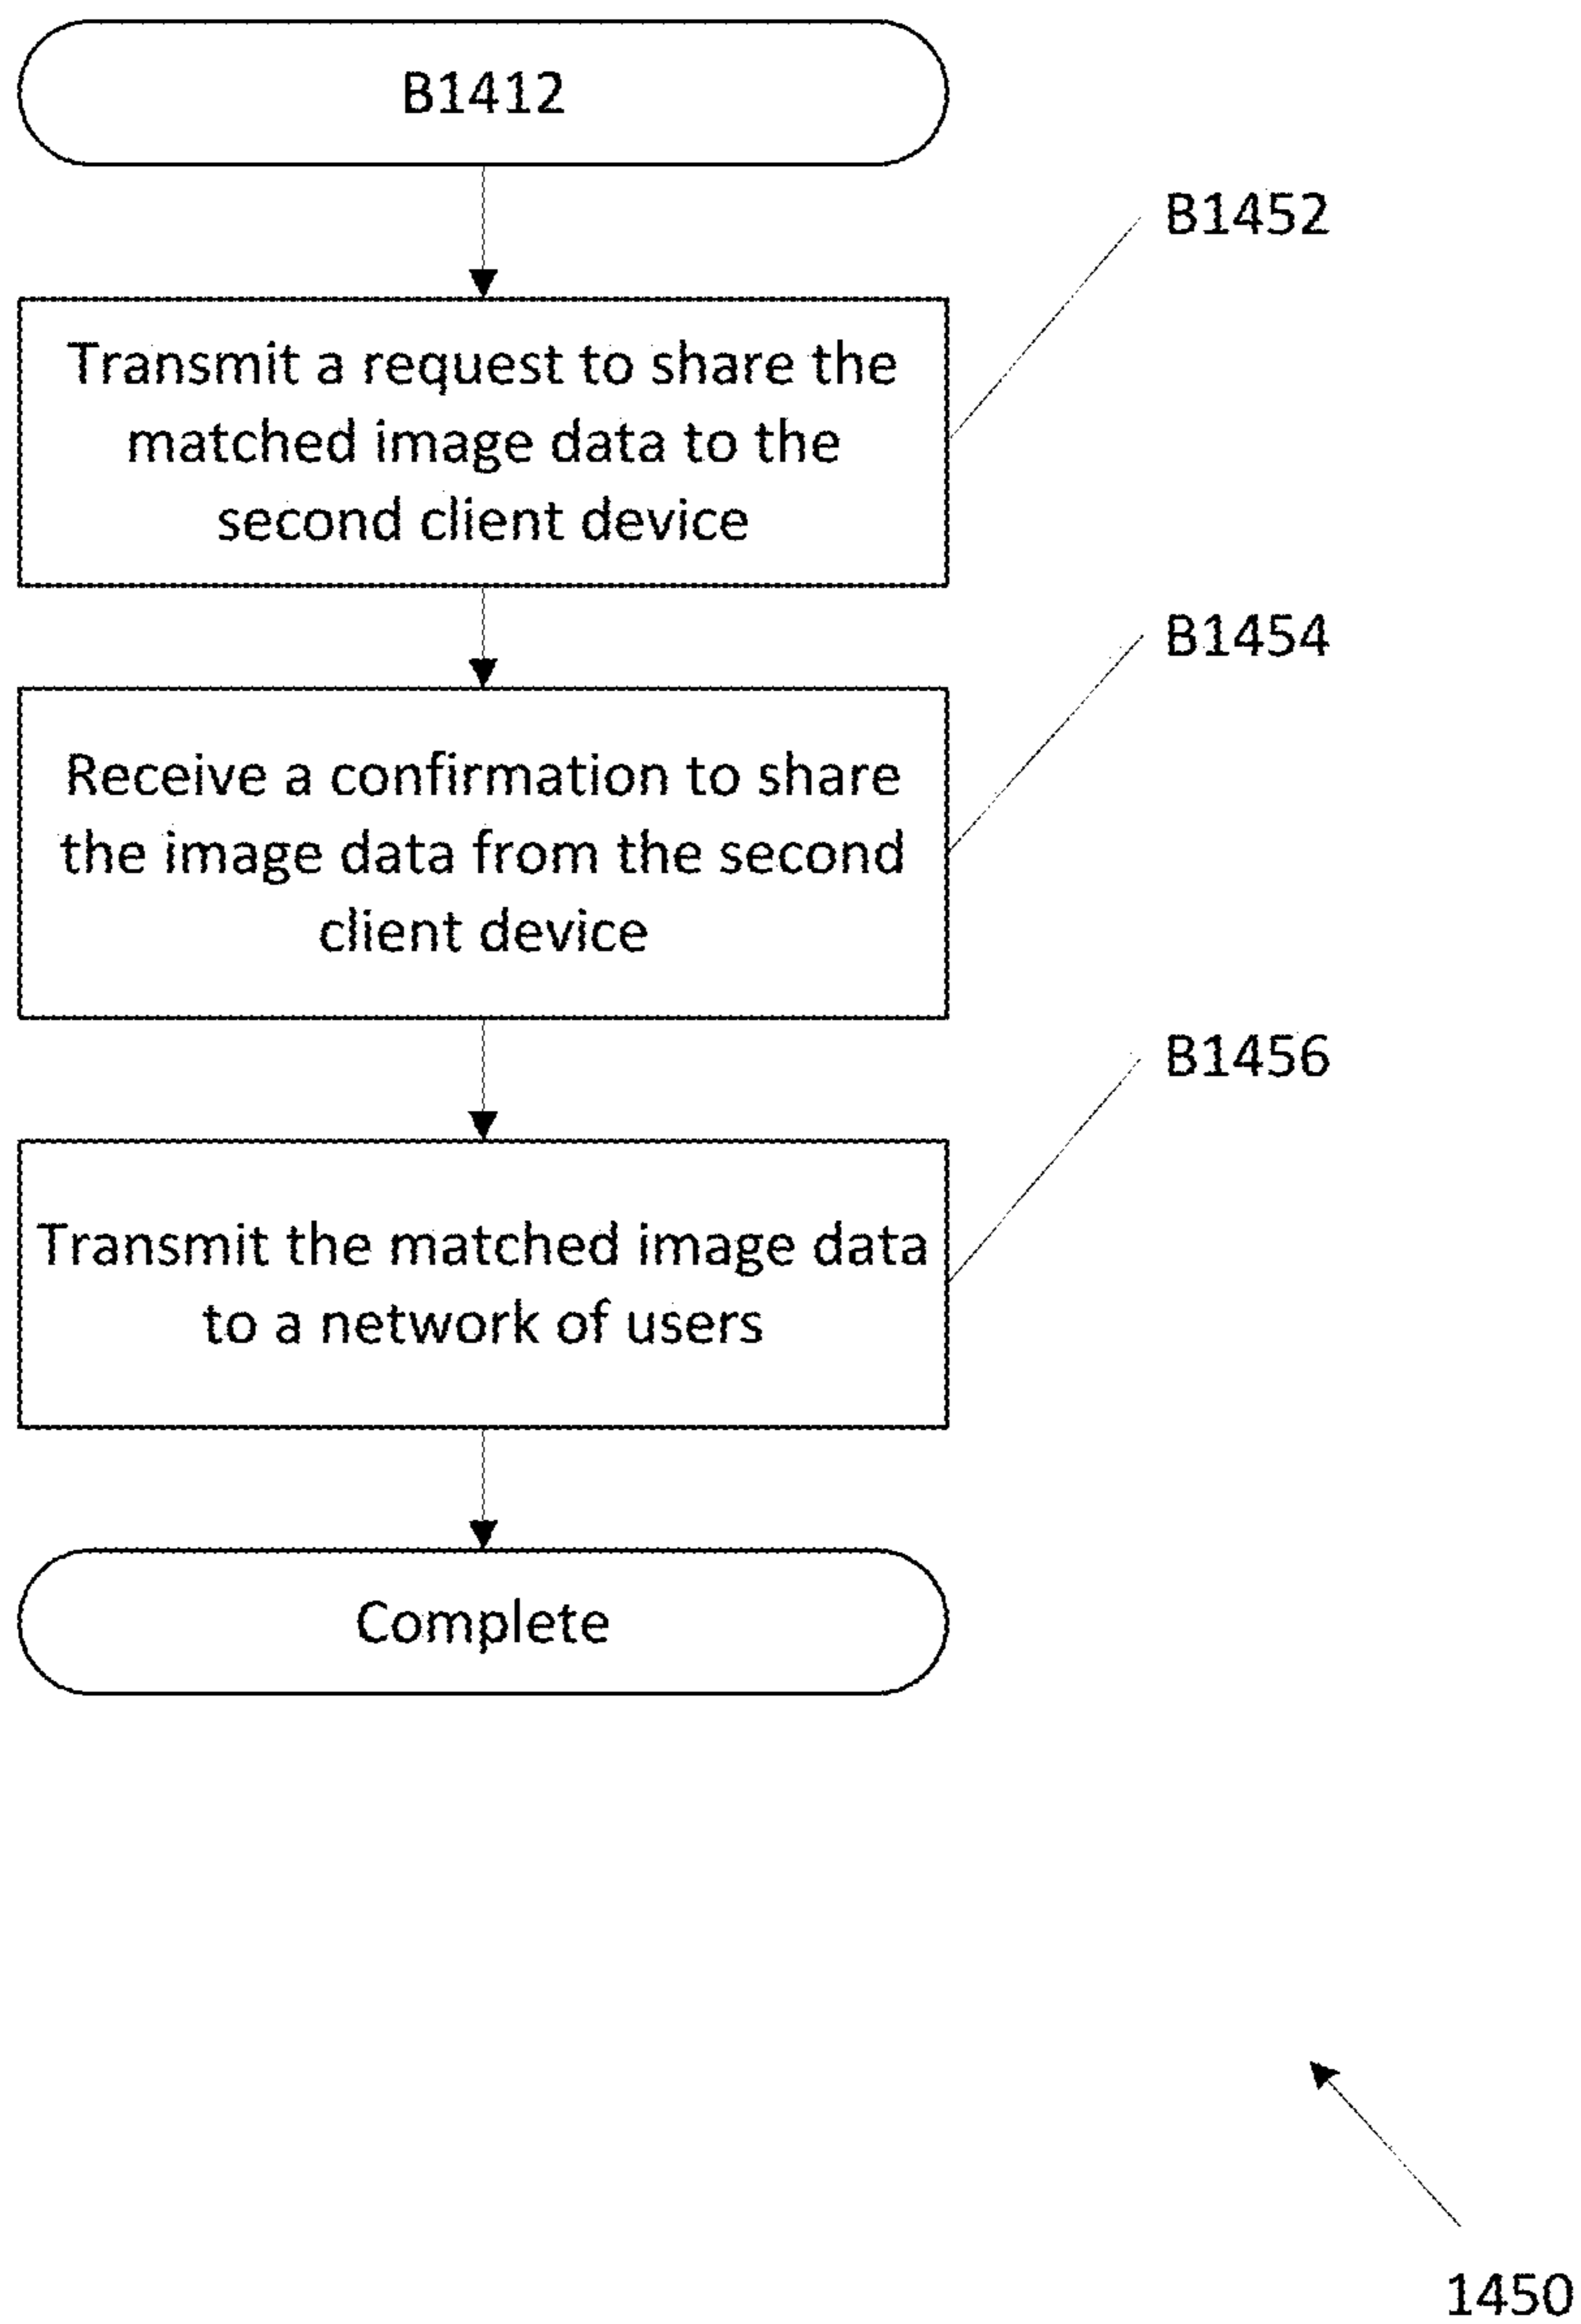 B1412
B1452
Transmit a request to share the
matched image data to the
second client device
B1454
Receive a confirmation to share
the image data from the second
client device
B1456
Transmit the matched image data
to a network of users
Complete
1450